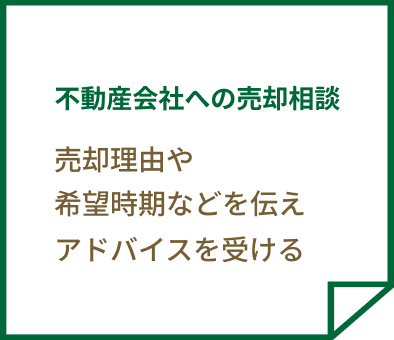 不動産会社への売却相談
売却理由や
希望時期などを伝え
アドバイスを受ける